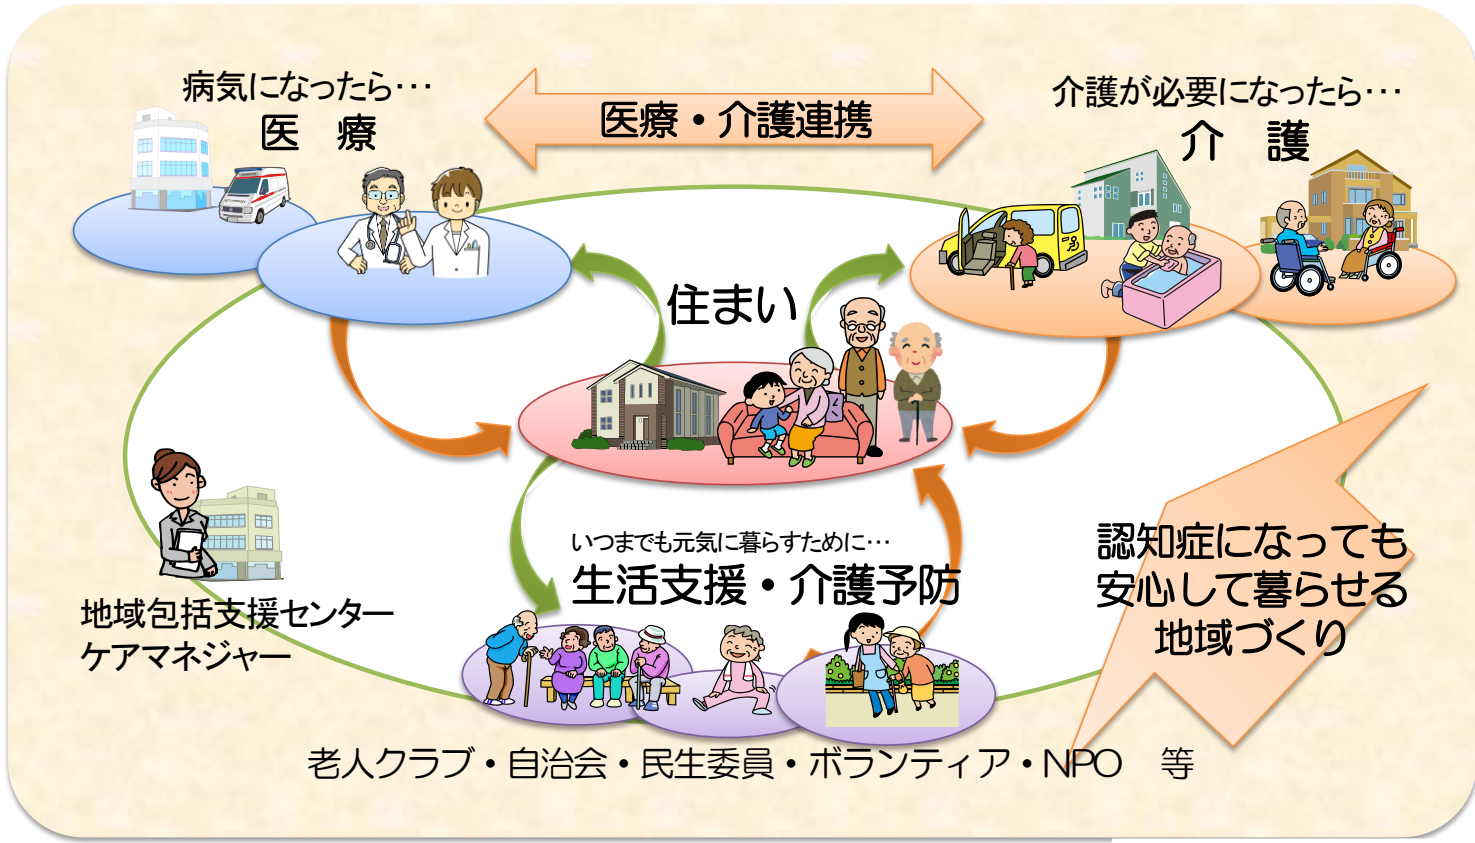 病気になったら…
医　療
医療・介護連携
介護が必要になったら…
介　護
住まい
いつまでも元気に暮らすために…
生活支援・介護予防
地域包括支援センター
ケアマネジャー
認知症になっても
安心して暮らせる
地域づくり
老人クラブ・自治会・民生委員・ボランティア・NPO　等